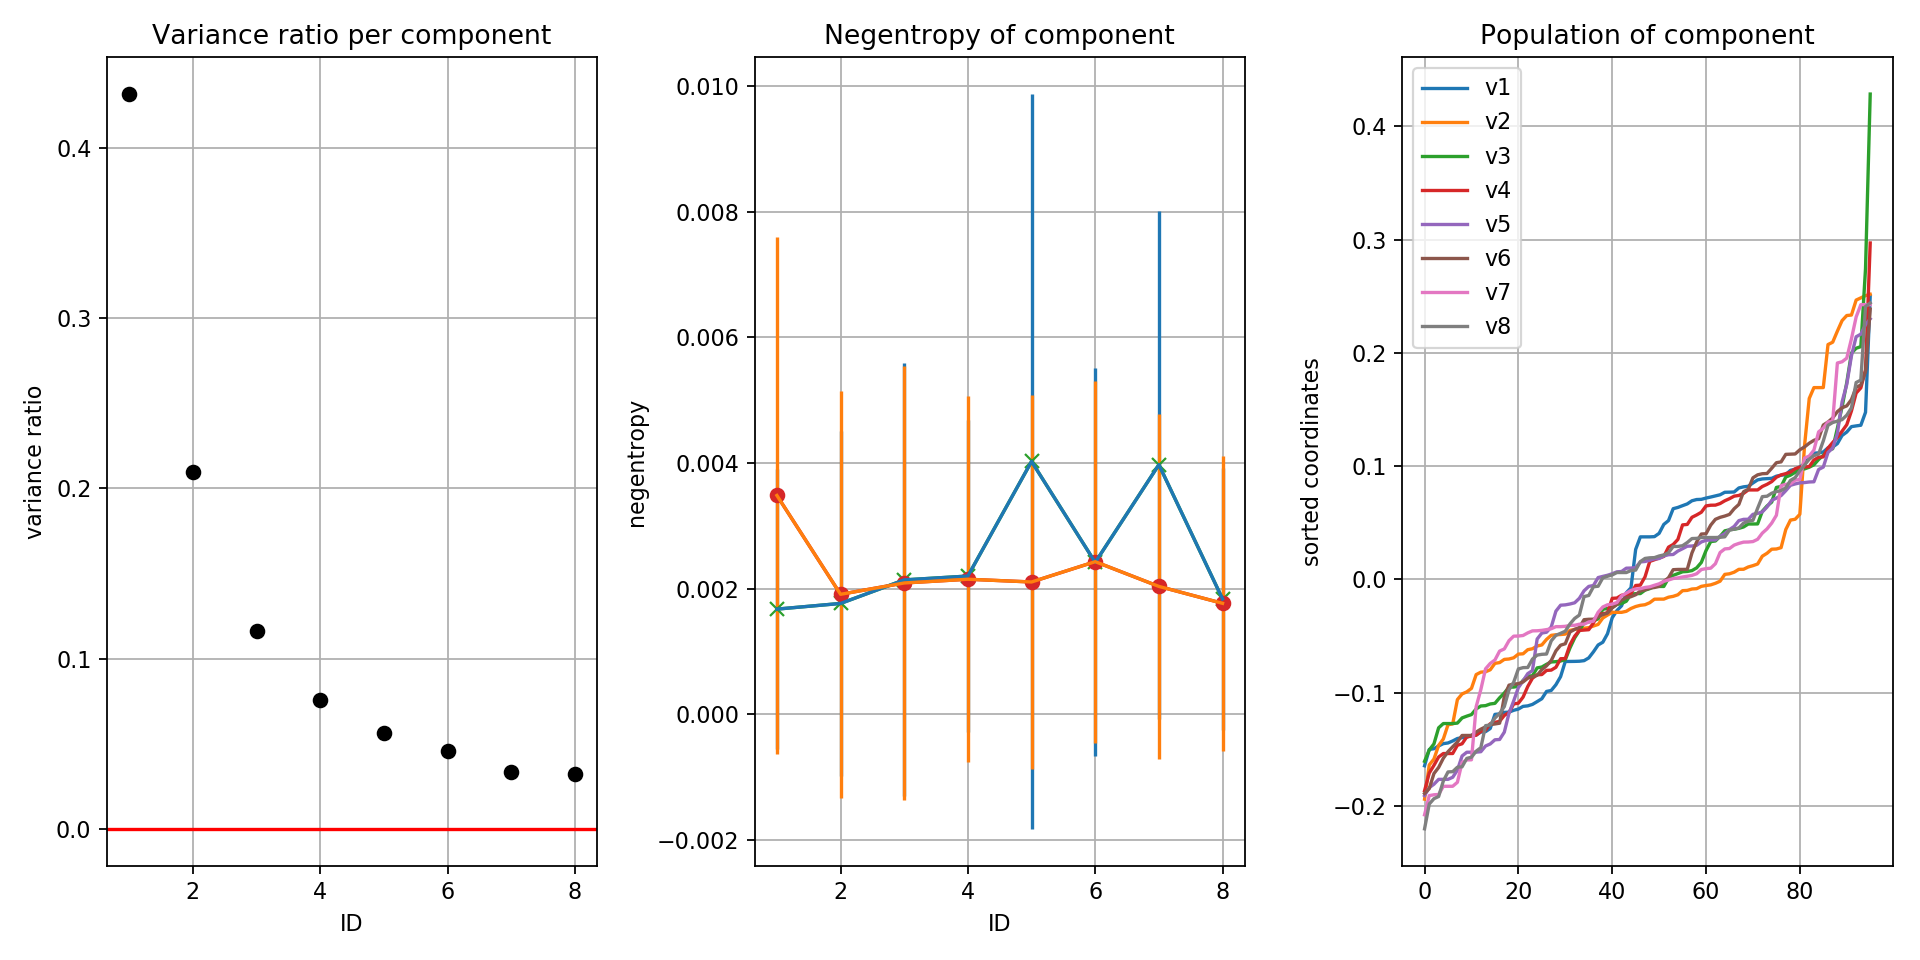 Variance ratio per component
variance ratio
0.4
0.3
0.2
0.1
0.0
2 4 6 8
ID
Negentropy of component
negentropy
0.010
0.008
0.006
0.004
0.002
0.000
−0.002
2 4 6 8
ID
Population of component
v1
v2
v3
v4
v5
v6
v7
v8
sorted coordinates
0.4
0.3
0.2
0.1
0.0
−0.1
−0.2
0 20 40 60 80